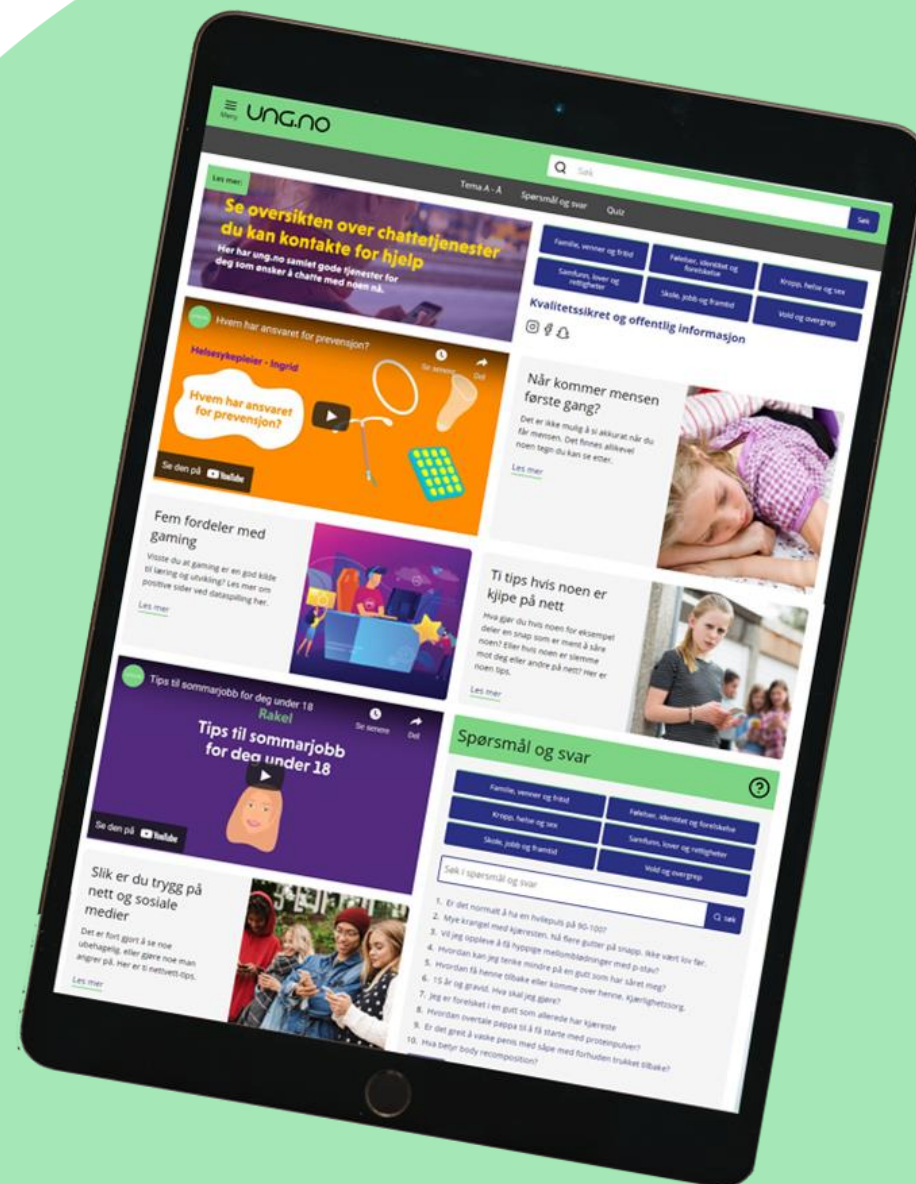 Meny
UNG.NO
Søk
Søk
Tema A - Å
Spørsmål og svar
Quiz
Les mer:
Se oversikten over chattetjenester
du kan kontakte for hjelp
Her har ung.no samlet gode tjenester for
deg som ønsker å chatte med noen nå.
Familie, venner og fritid
Følelser, identitet og
forelskelse
Kropp, helse og sex
Samfunn, lover og
rettigheter
Skole, jobb og framtid
Vold og overgrep
Kvalitetssikret og offentlig informasjon
Hvem har ansvaret for prevensjon?
Se senere
Del
Helsesykepleier - Ingrid
Hvem har ansvaret
for prevensjon?
Se den på YouTube
Når kommer mensen
første gang?
Det er ikke mulig å si akkurat når du
får mensen. Det finnes allikevel
noen tegn du kan se etter.
Les mer
Fem fordeler med
gaming
Visste du at gaming er en god kilde
til læring og utvikling? Les mer om
positive sider ved dataspilling her.
Les mer
Ti tips hvis noen er
kjipe på nett
Hva gjør du hvis noen for eksempel
deler en snap som er ment å såre
noen? Eller hvis noen er slemme
mot deg eller andre på nett? Her er
noen tips.
Les mer
Tips til sommarjobb for deg under 18
Se senere
Del
Rakel
Tips til sommarjobb
for deg under 18
Se den på YouTube
Slik er du trygg på
nett og sosiale
medier
Det er fort gjort å se noe
ubehagelig, eller gjøre noe man
angrer på. Her er ti nettvett-tips.
Les mer
Spørsmål og svar
?
Familie, venner og fritid
Følelser, identitet og forelskelse
Kropp, helse og sex
Samfunn, lover og rettigheter
Skole, jobb og framtid
Vold og overgrep
Søk i spørsmål og svar
Søk
1. Er det normalt å ha en hvilepuls på 90-100?
2. Mye krangel med kjæresten, hå flere gutter på snapp. Ikke vært lov før.
3. Vil jeg oppleve å få hyppige mellomblødninger med p-stav?
4. Hvordan kan jeg tenke mindre på en gutt som har såret meg?
5. Hvordan få henne tilbake eller komme over henne. Kjærlighetssorg.
6. 15 år og gravid. Hva skal jeg gjøre?
7. Jeg er forelsket i en gutt som allerede har kjæreste
8. Hvordan overtale pappa til å få starte med proteinpulver?
9. Er det greit å vaske penis med såpe med forhuden trukket tilbake?
10. Hva betyr body recomposition?